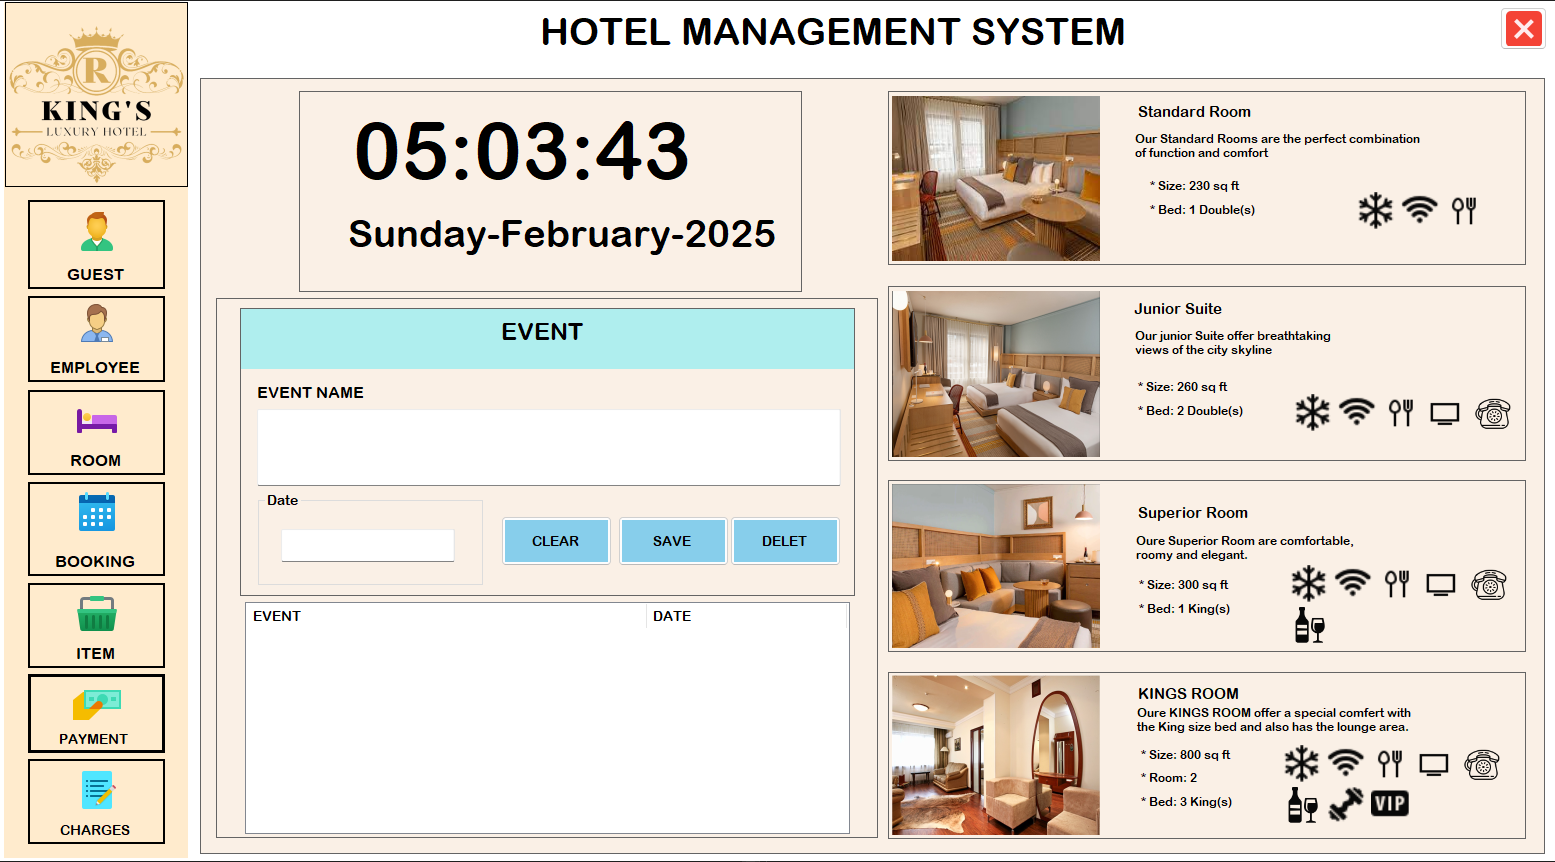 HOTEL MANAGEMENT SYSTEM
R
KING'S
LUXURY HOTEL
GUEST
EMPLOYEE
ROOM
BOOKING
ITEM
PAYMENT
CHARGES
05:03:43
Sunday-February-2025
EVENT
EVENT NAME
Date
CLEAR
SAVE
DELET
EVENT
DATE
Standard Room
Our Standard Rooms are the perfect combination
of function and comfort
* Size: 230 sq ft
* Bed: 1 Double(s)
Junior Suite
Our junior Suite offer breathtaking
views of the city skyline
* Size: 260 sq ft
* Bed: 2 Double(s)
Superior Room
Oure Superior Room are comfortable,
roomy and elegant.
* Size: 300 sq ft
* Bed: 1 King(s)
KINGS ROOM
Oure KINGS ROOM offer a special comfert with
the King size bed and also has the lounge area.
* Size: 800 sq ft
* Room: 2
* Bed: 3 King(s)
VIP